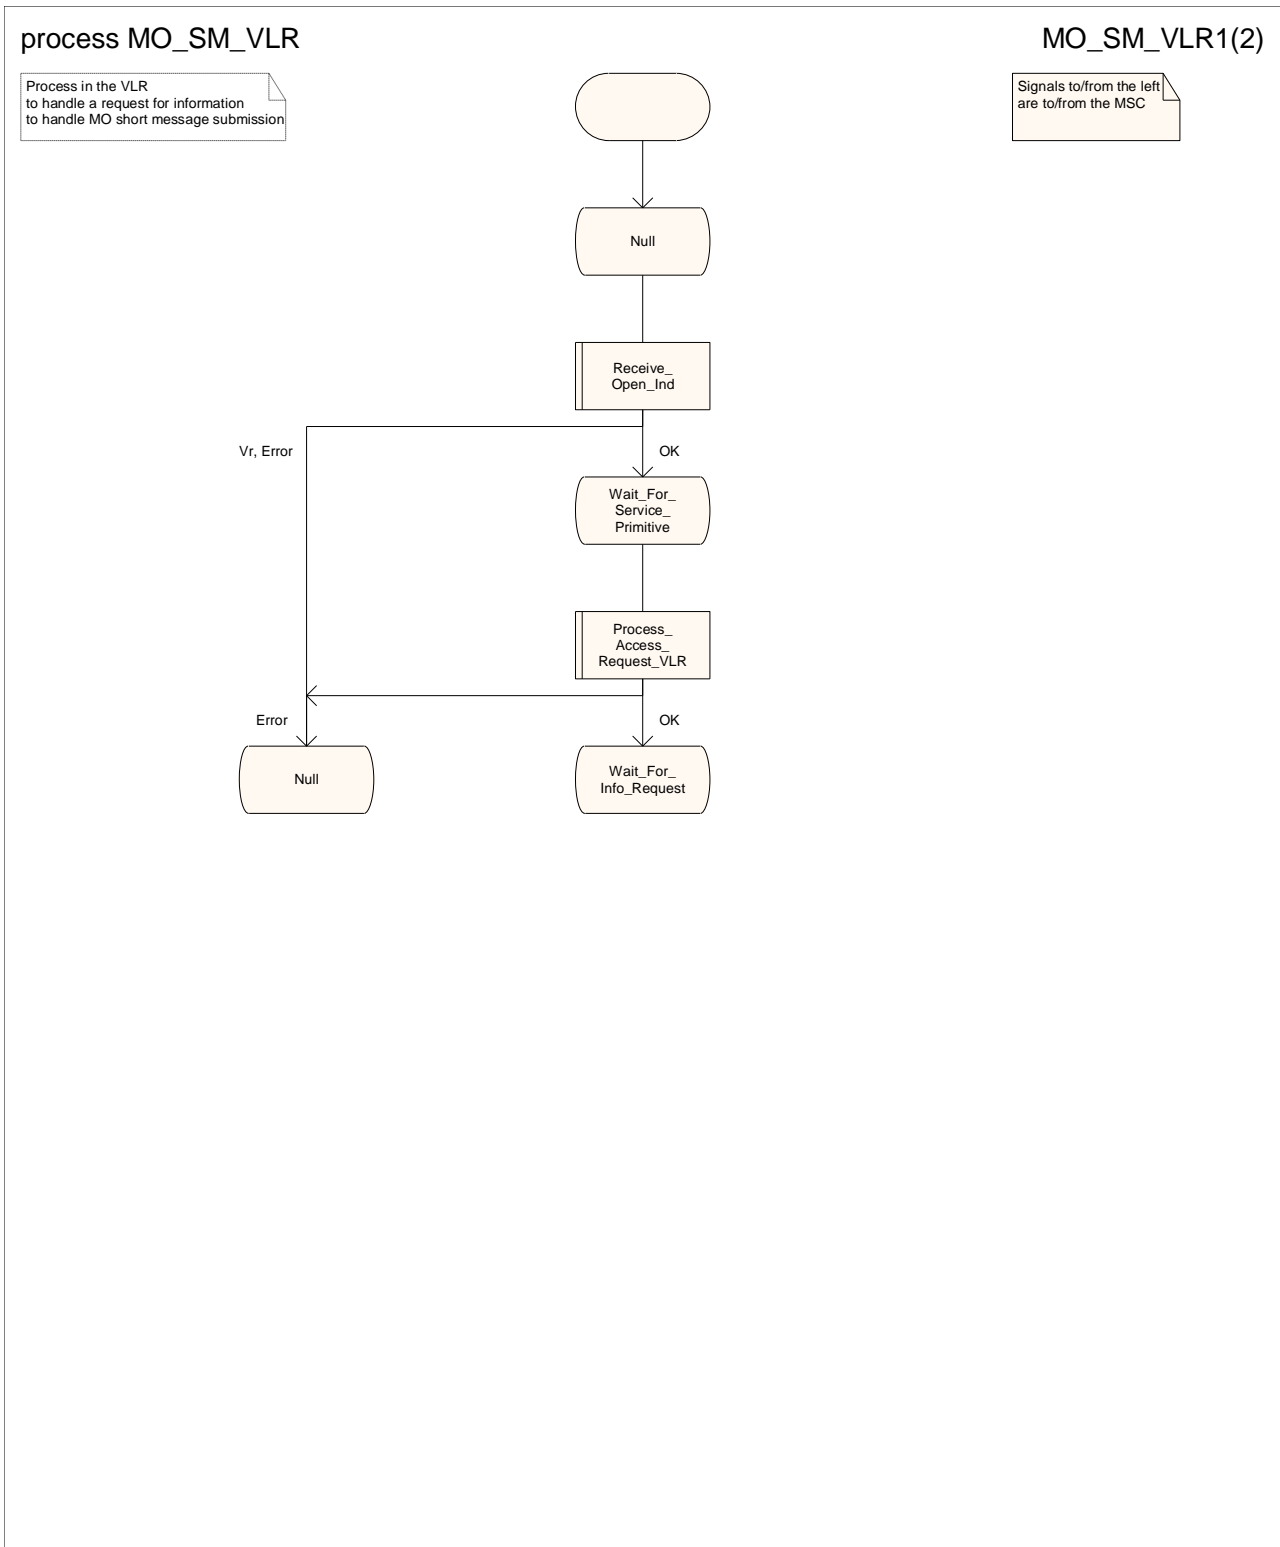 process MO_SM_VLR
MO_SM_VLR1(2)
Process in the VLR
to handle a request for information
to handle MO short message submission
Signals to/from the left
are to/from the MSC
Null
Receive_
Open_Ind
Vr, Error
OK
Wait_For_
Service_
Primitive
Process_
Access_
Request_VLR
Error
OK
Null
Wait_For_
Info_Request